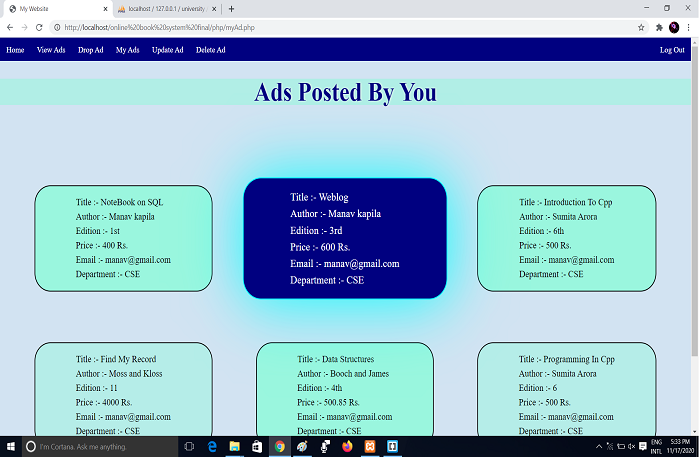 My Website
localhost / 127.0.0.1 / university
http://localhost/online%20book%20system%20final/php/myAd.php
Home View Ads Drop Ad My Ads Update Ad Delete Ad Log Out
Ads Posted By You
Title :- NoteBook on SQL
Author :- Manav kapila
Edition :- 1st
Price :- 400 Rs.
Email :- manav@gmail.com
Department :- CSE
Title :- Weblog
Author :- Manav kapila
Edition :- 3rd
Price :- 600 Rs.
Email :- manav@gmail.com
Department :- CSE
Title :- Introduction To Cpp
Author :- Sumita Arora
Edition :- 6th
Price :- 500 Rs.
Email :- manav@gmail.com
Department :- CSE
Title :- Find My Record
Author :- Moss and Kloss
Edition :- 11
Price :- 4000 Rs.
Email :- manav@gmail.com
Department :- CSE
Title :- Data Structures
Author :- Booch and James
Edition :- 4th
Price :- 500.85 Rs.
Email :- manav@gmail.com
Department :- CSE
Title :- Programming In Cpp
Author :- Sumita Arora
Edition :- 6
Price :- 500 Rs.
Email :- manav@gmail.com
Department :- CSE
I'm Cortana. Ask me anything.
ENG 5:33 PM
INTL 11/17/2020